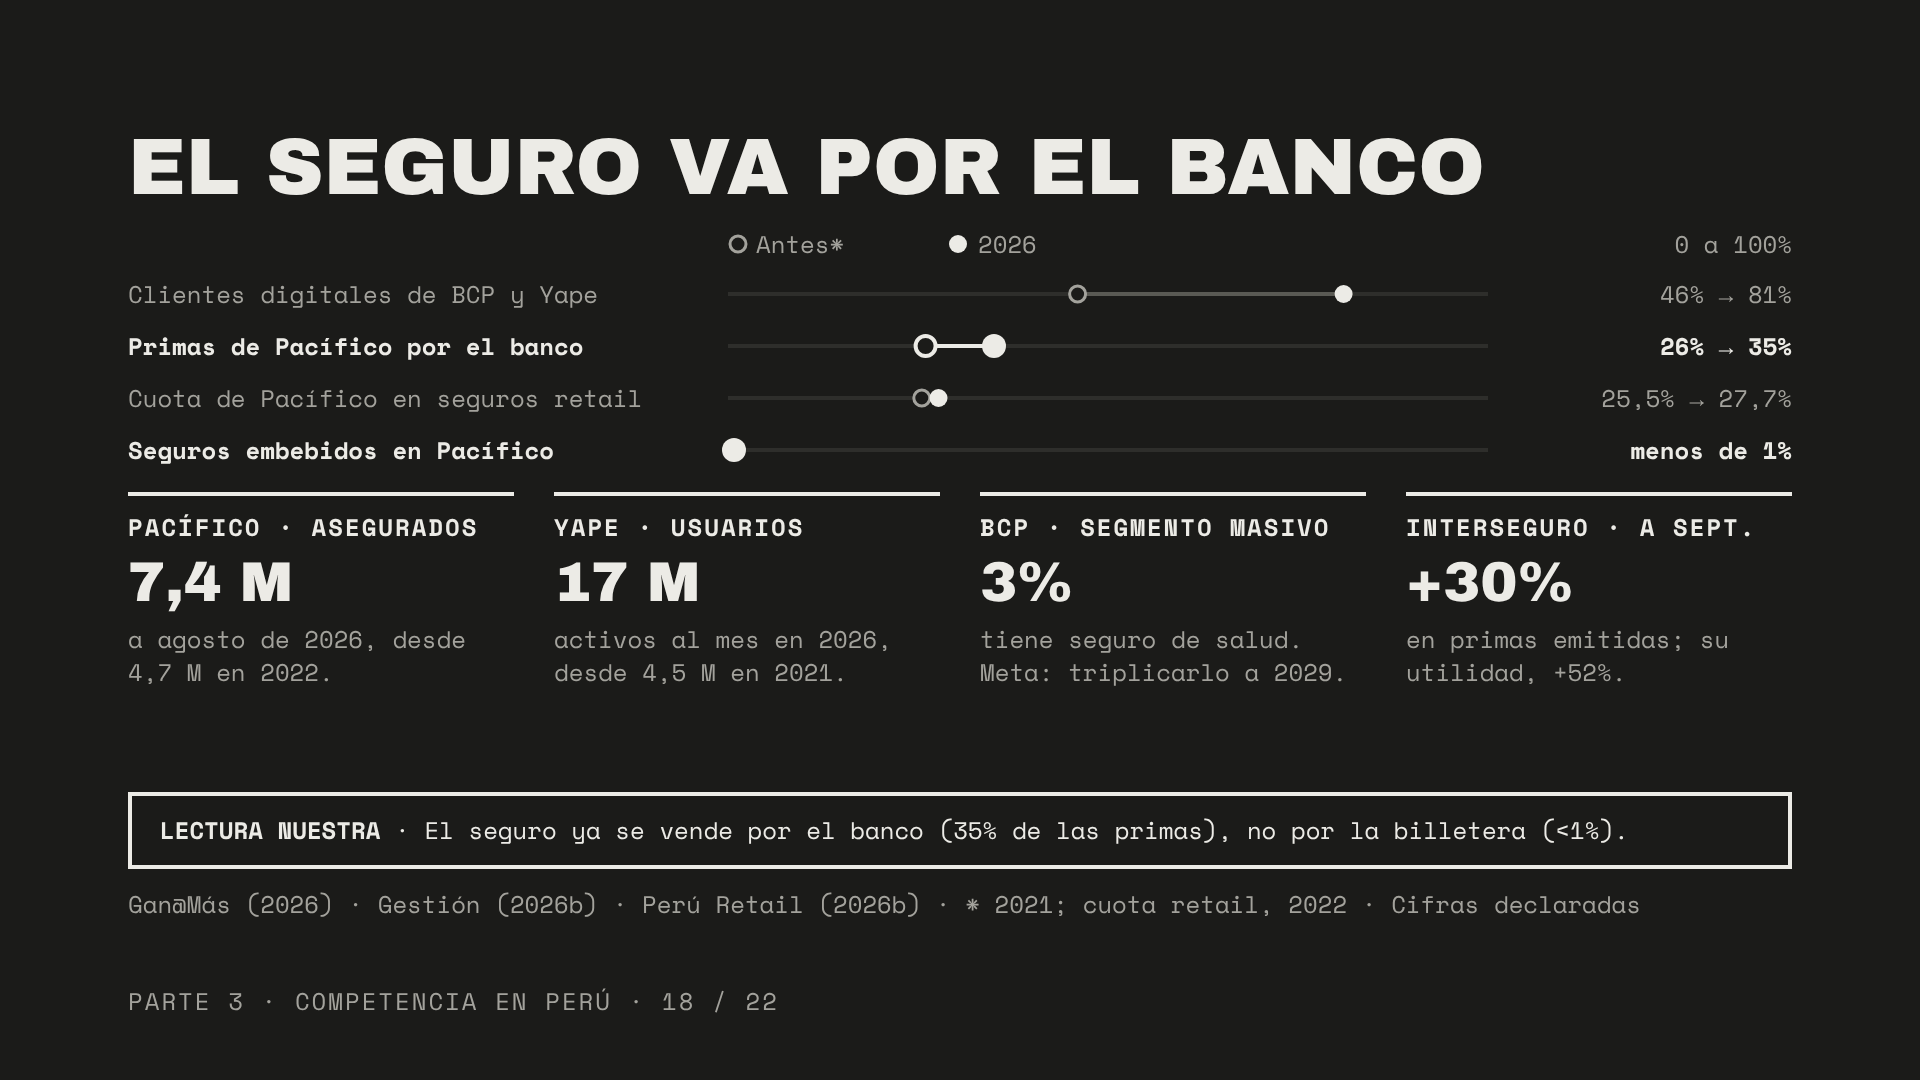 EL SEGURO VA POR EL BANCO
Antes* 2026 0 a 100%
Clientes digitales de BCP y Yape 46% → 81%
Primas de Pacífico por el banco 26% → 35%
Cuota de Pacífico en seguros retail 25,5% → 27,7%
Seguros embebidos en Pacífico menos de 1%
PACÍFICO · ASEGURADOS
7,4 M
a agosto de 2026, desde
4,7 M en 2022.
YAPE · USUARIOS
17 M
activos al mes en 2026,
desde 4,5 M en 2021.
BCP · SEGMENTO MASIVO
3%
tiene seguro de salud.
Meta: triplicarlo a 2029.
INTERSEGURO · A SEPT.
+30%
en primas emitidas; su
utilidad, +52%.
LECTURA NUESTRA · El seguro ya se vende por el banco (35% de las primas), no por la billetera (<1%).
Gan@Más (2026) · Gestión (2026b) · Perú Retail (2026b) · * 2021; cuota retail, 2022 · Cifras declaradas
PARTE 3 · COMPETENCIA EN PERÚ · 18 / 22